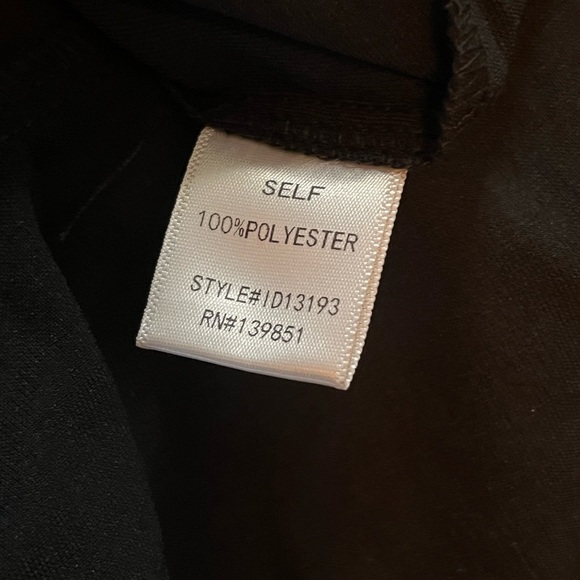 SELF
100%POLYESTER
STYLE#ID13193
RN#139851